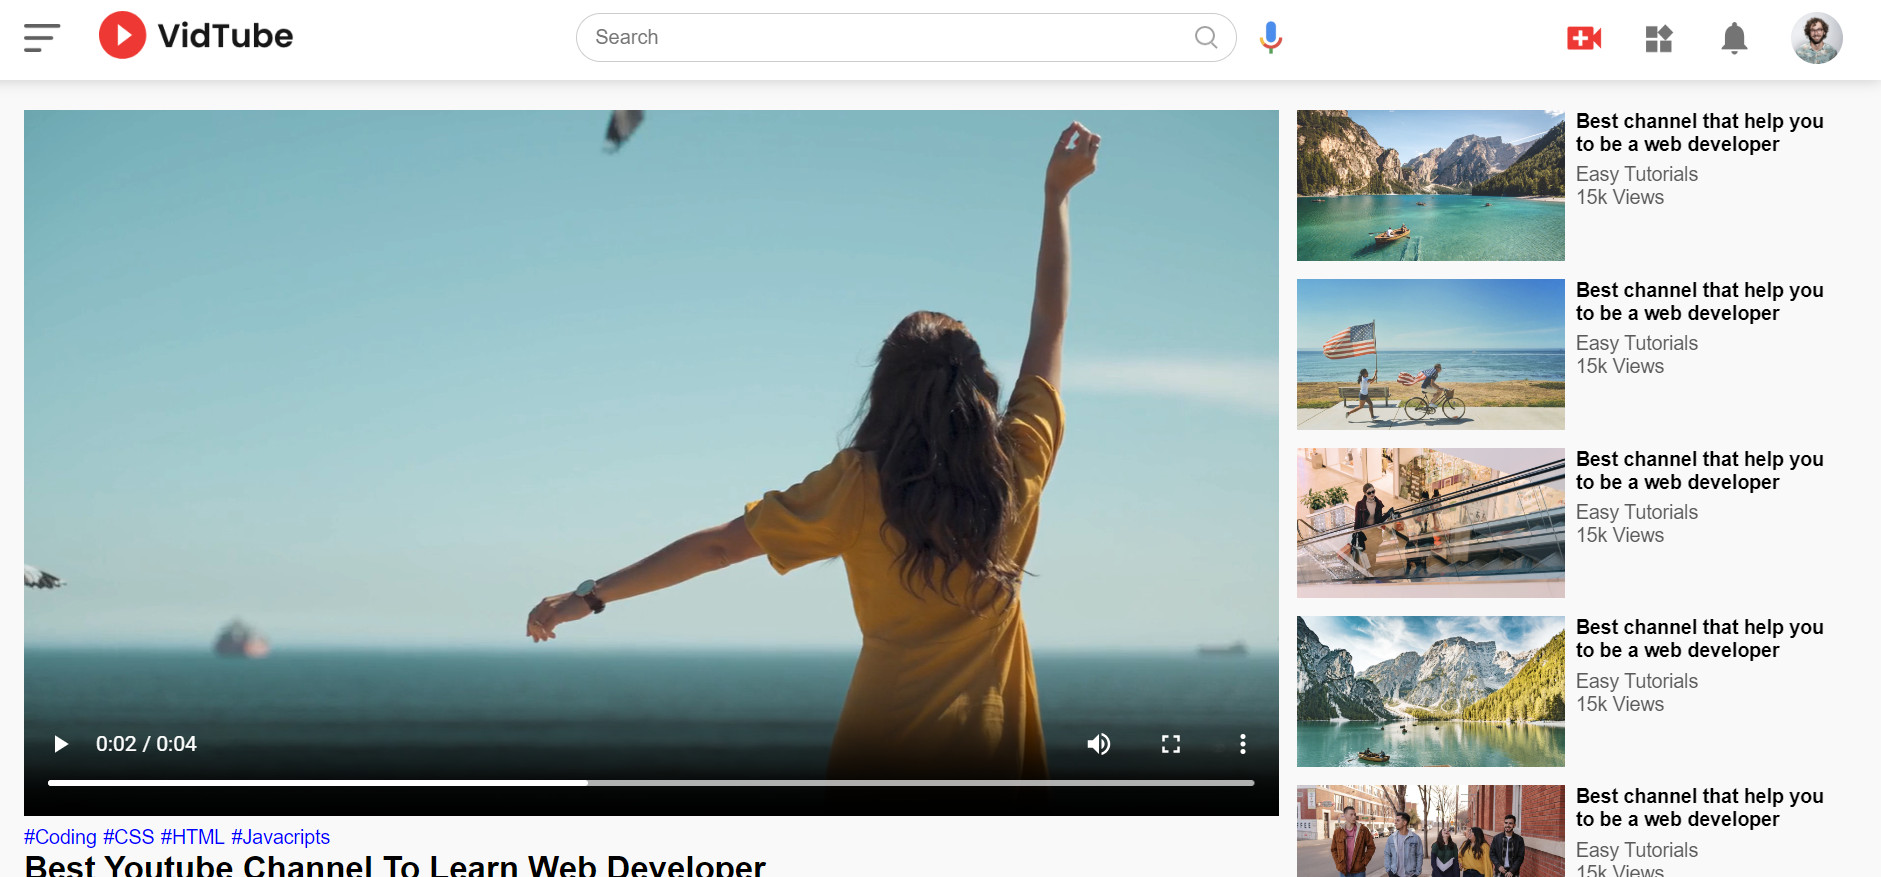 VidTube
Search
0:02 / 0:04
#Coding #CSS #HTML #Javacripts
Best Youtube Channel To Learn Web Developer
Best channel that help you
to be a web developer
Easy Tutorials
15k Views
Best channel that help you
to be a web developer
Easy Tutorials
15k Views
Best channel that help you
to be a web developer
Easy Tutorials
15k Views
Best channel that help you
to be a web developer
Easy Tutorials
15k Views
Best channel that help you
to be a web developer
Easy Tutorials
15k Views